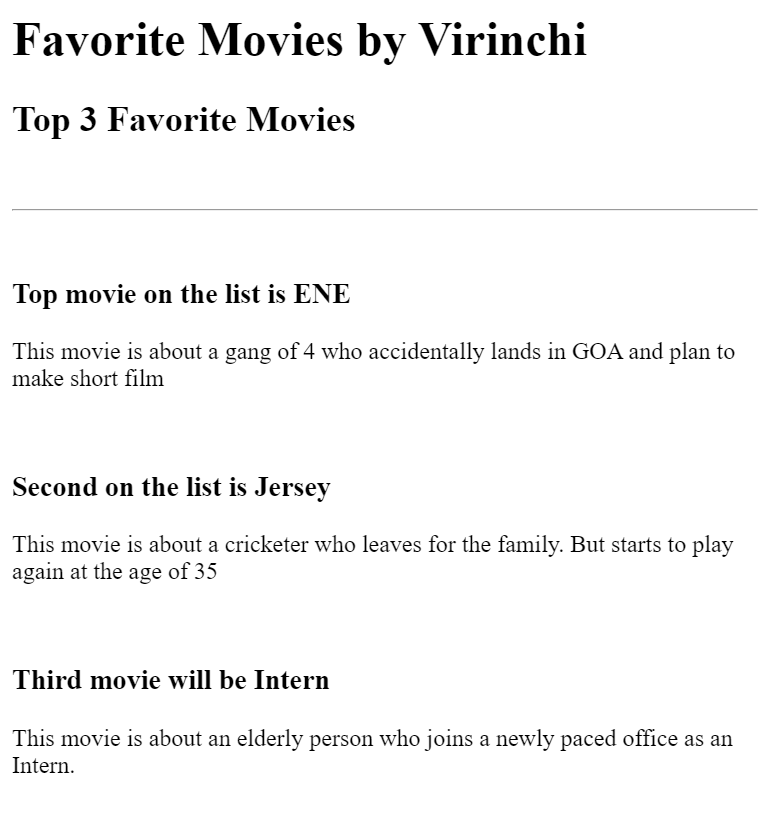 Favorite Movies by Virinchi
Top 3 Favorite Movies
Top movie on the list is ENE
This movie is about a gang of 4 who accidentally lands in GOA and plan to
make short film
Second on the list is Jersey
This movie is about a cricketer who leaves for the family. But starts to play
again at the age of 35
Third movie will be Intern
This movie is about an elderly person who joins a newly paced office as an
Intern.